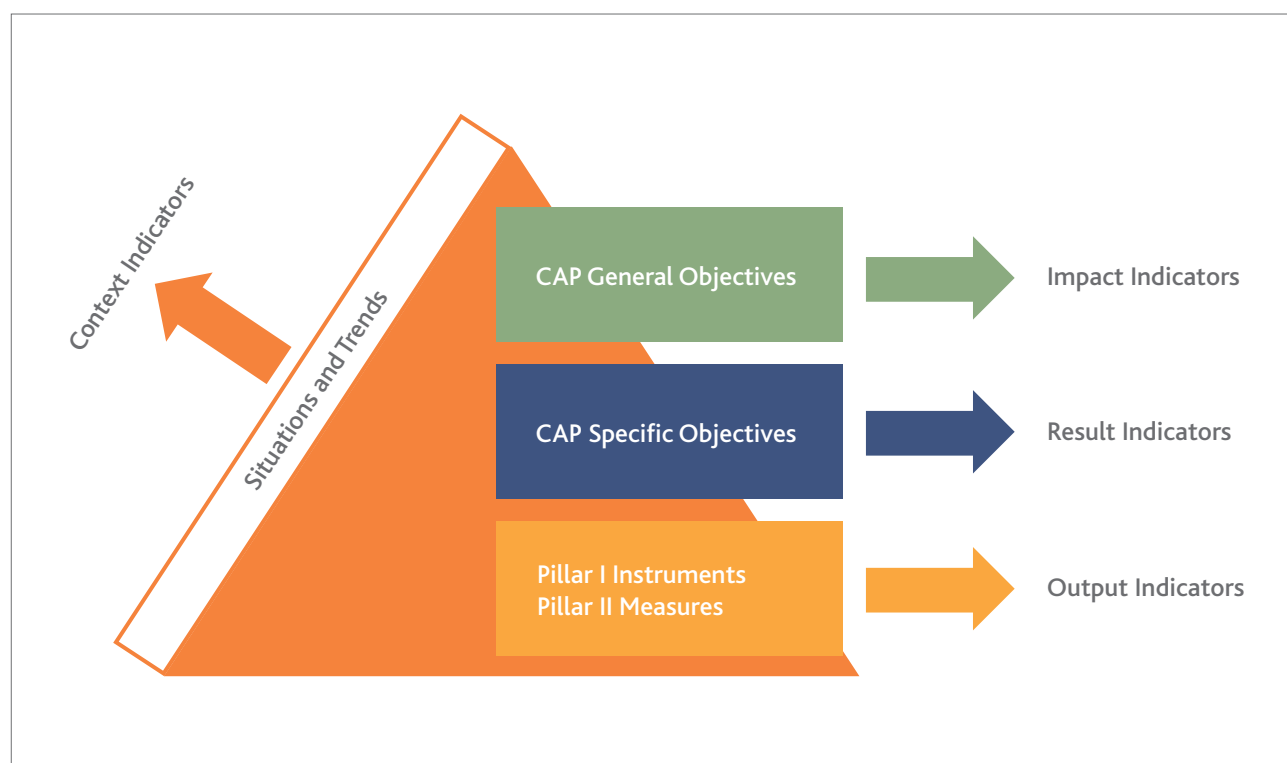 Context Indicators
Situations and Trends
CAP General Objectives
Impact Indicators
CAP Specific Objectives
Result Indicators
Pillar I Instruments
Pillar II Measures
Output Indicators